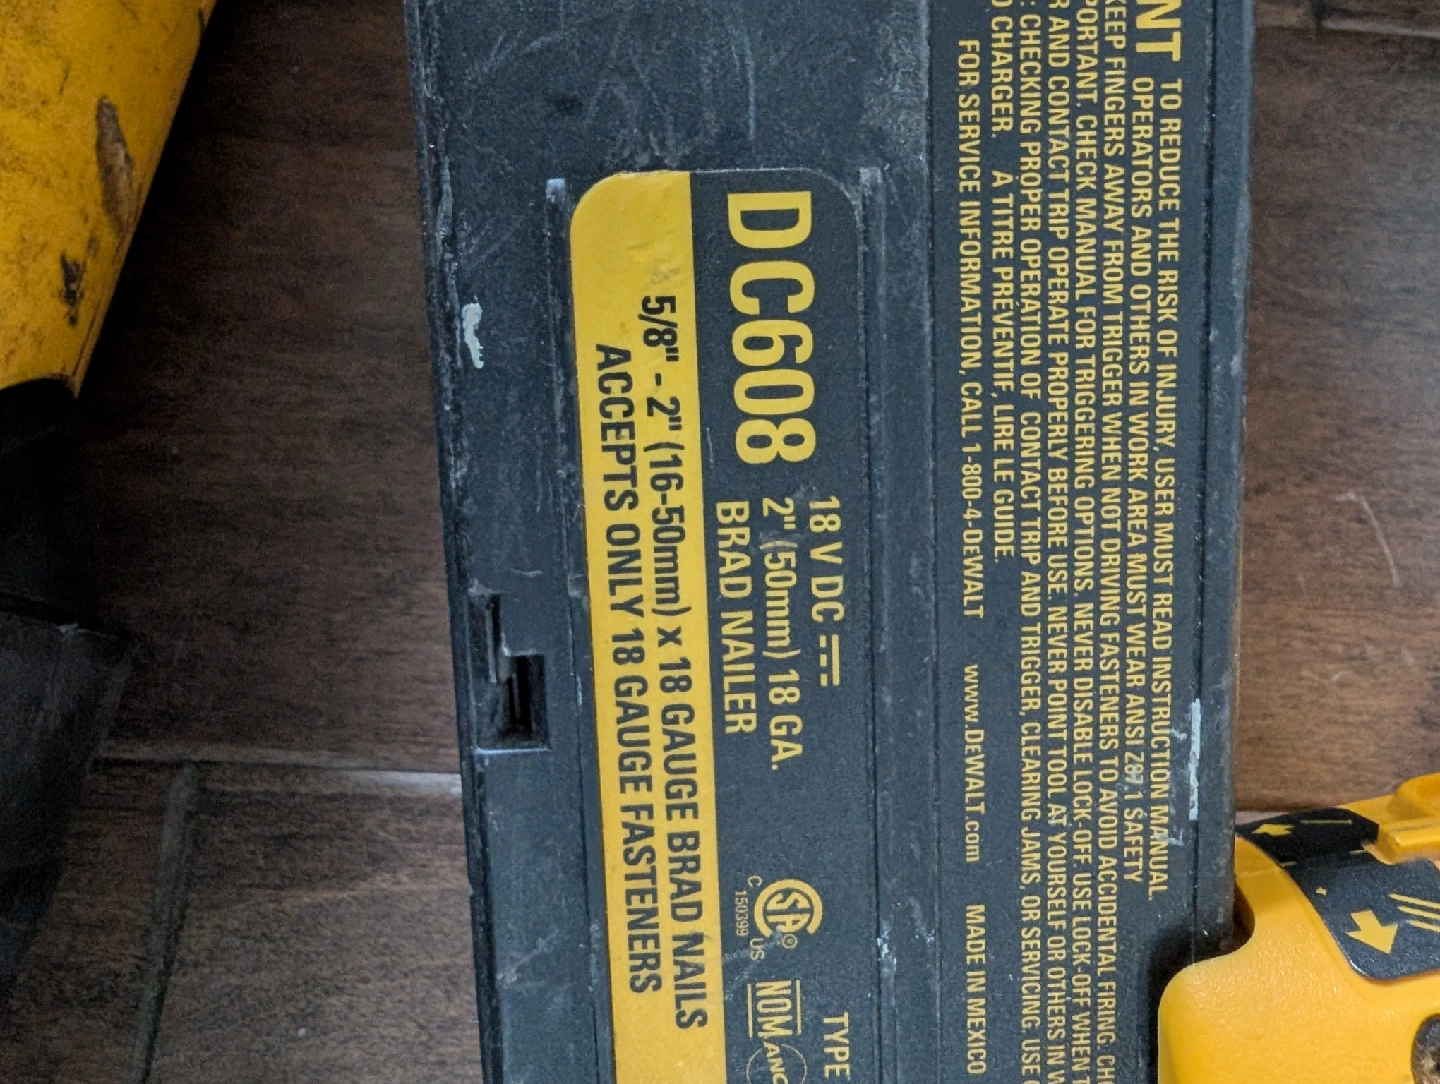 NT TO REDUCE THE RISK OF INJURY, USER MUST READ INSTRUCTION MANUAL.
OPERATORS AND OTHERS IN WORK AREA MUST WEAR ANSI Z87.1 SAFETY
KEEP FINGERS AWAY FROM TRIGGER WHEN NOT DRIVING FASTENERS TO AVOID ACCIDENTAL FIRING. CH
PORTANT. CHECK MANUAL FOR TRIGGERING OPTIONS. NEVER DISABLE LOCK-OFF. USE LOCK-OFF WHEN T
R AND CONTACT TRIP OPERATE PROPERLY BEFORE USE. NEVER POINT TOOL AT YOURSELF OR OTHERS IN W
: CHECKING PROPER OPERATION OF CONTACT TRIP AND TRIGGER, CLEARING JAMS, OR SERVICING. USE
D CHARGER. A TITRE PRÉVENTIF, LIRE LE GUIDE.
FOR SERVICE INFORMATION, CALL 1-800-4-DEWALT www.DEWALT.com MADE IN MEXICO
DC608
18 V DC
2" (50mm) 18 GA.
BRAD NAILER
TYPE
SA
®
C US
150399
NOM
ANC
5/8" - 2" (16-50mm) x 18 GAUGE BRAD NAILS
ACCEPTS ONLY 18 GAUGE FASTENERS